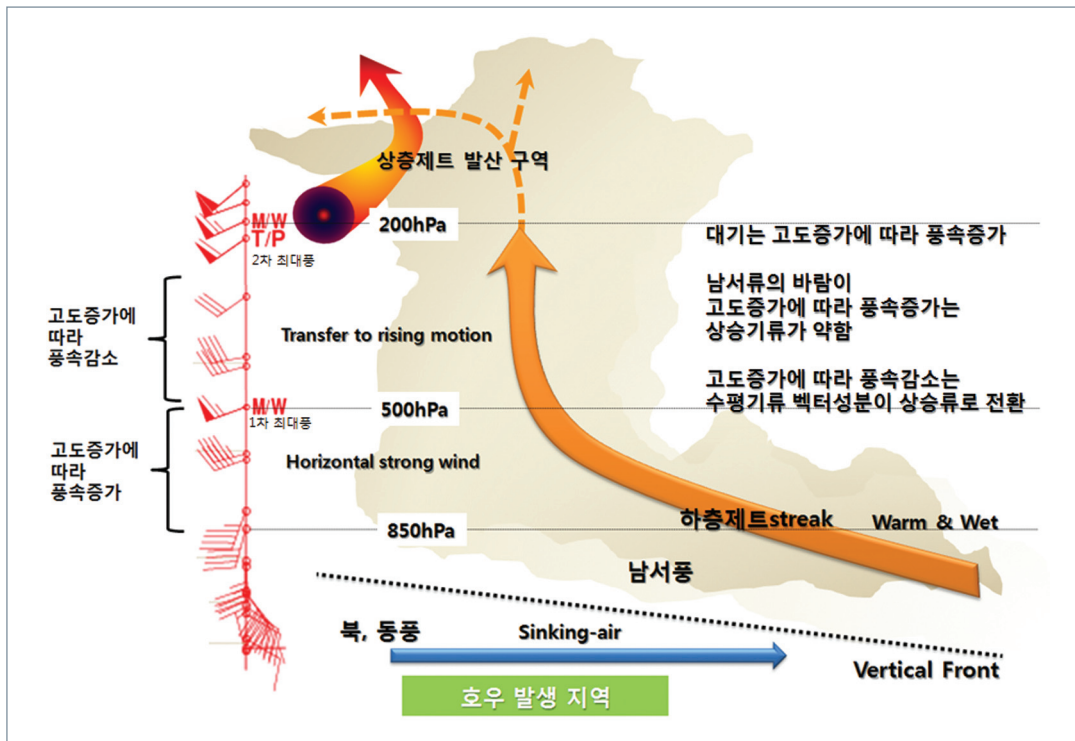 상층제트 발산 구역
M/W
T/P
2차 최대풍
200hPa
대기는 고도증가에 따라 풍속증가
남서류의 바람이
고도증가에 따라 풍속증가는
상승기류가 약함
고도증가에
따라
풍속감소
Transfer to rising motion
고도증가에 따라 풍속감소는
수평기류 벡터성분이 상승류로 전환
M/W
1차 최대풍
500hPa
고도증가에
따라
풍속증가
Horizontal strong wind
850hPa
하층제트streak
Warm & Wet
남서풍
북, 동풍
Sinking-air
Vertical Front
호우 발생 지역